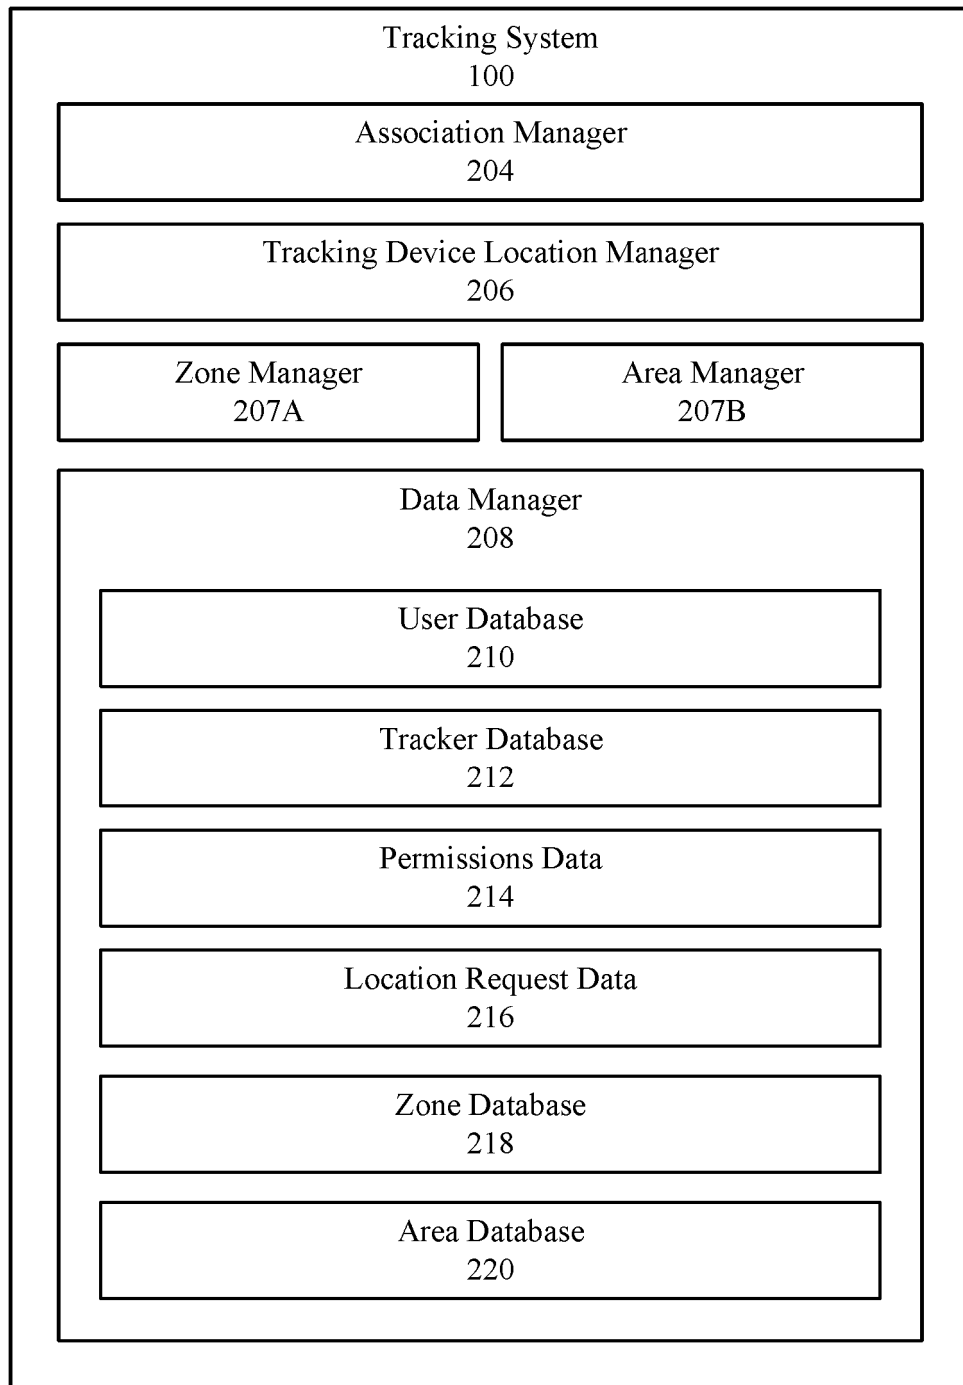 Tracking System
100
Association Manager
204
Tracking Device Location Manager
206
Zone Manager
207A
Area Manager
207B
Data Manager
208
User Database
210
Tracker Database
212
Permissions Data
214
Location Request Data
216
Zone Database
218
Area Database
220